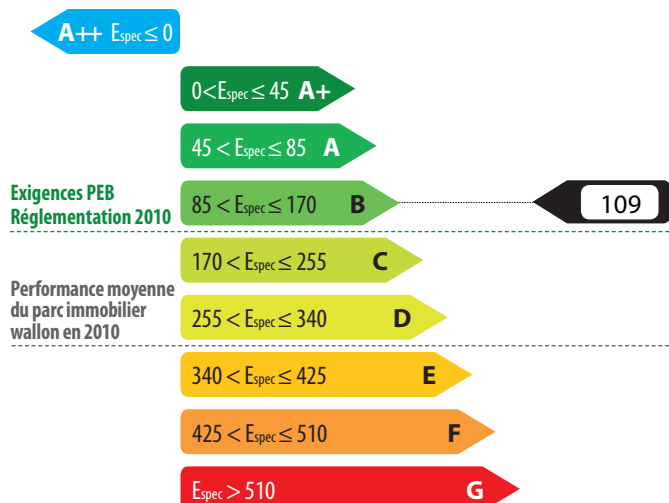 A++ Espec ≤ 0
0<Espec ≤ 45 A+
45 < Espec ≤ 85 A
Exigences PEB
Réglementation 2010
85 < Espec ≤ 170 B
109
170 < Espec ≤ 255 C
Performance moyenne
du parc immobilier
wallon en 2010
255 < Espec ≤ 340 D
340 < Espec ≤ 425 E
425 < Espec ≤ 510 F
Espec > 510 G